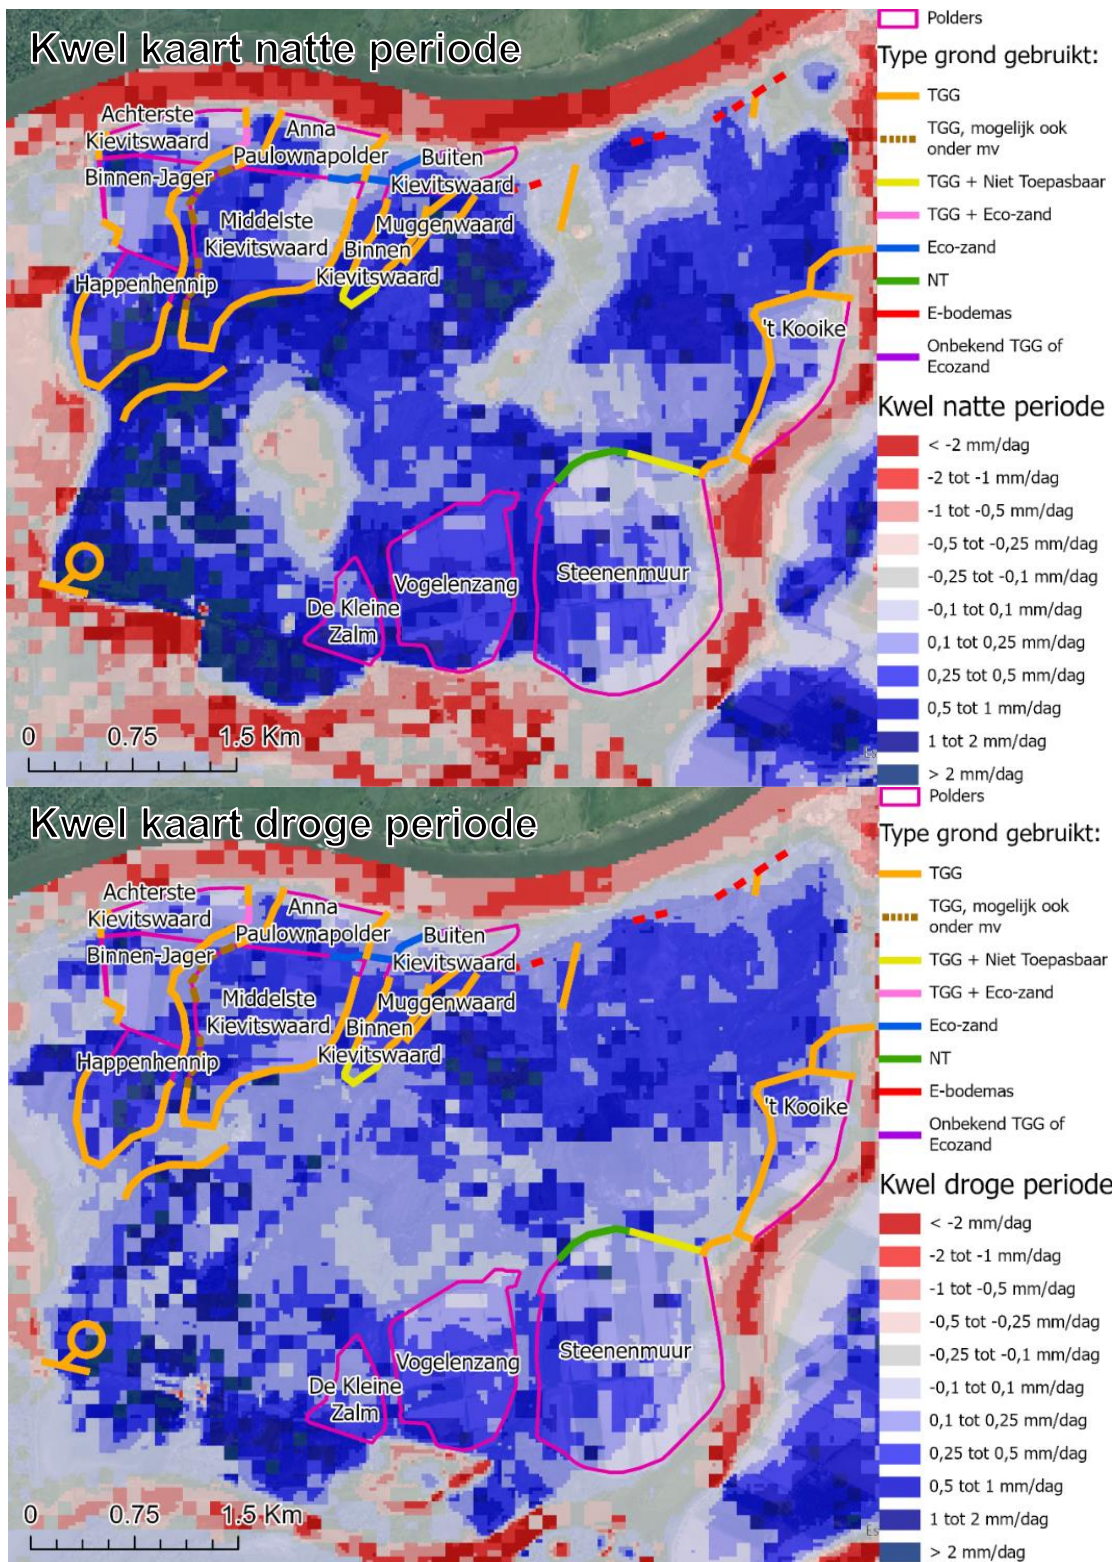 Kwel kaart natte periode
Achterste
Kievitswaard
Anna
Paulownapolder
Buiten
Kievitswaard
Binnen-Jager
Middelste
Kievitswaard
Muggenwaard
Binnen
Kievitswaard
Happenhennip
't Kooike
Vogelenzang
Steenenmuur
De Kleine
Zalm
0 0.75 1.5 Km
Es
Polders
Type grond gebruikt:
TGG
TGG, mogelijk ook
onder mv
TGG + Niet Toepasbaar
TGG + Eco-zand
Eco-zand
NT
E-bodemas
Onbekend TGG of
Ecozand
Kwel natte periode
< -2 mm/dag
-2 tot -1 mm/dag
-1 tot -0,5 mm/dag
-0,5 tot -0,25 mm/dag
-0,25 tot -0,1 mm/dag
-0,1 tot 0,1 mm/dag
0,1 tot 0,25 mm/dag
0,25 tot 0,5 mm/dag
0,5 tot 1 mm/dag
1 tot 2 mm/dag
> 2 mm/dag
Kwel kaart droge periode
Achterste
Kievitswaard
Anna
Paulownapolder
Buiten
Kievitswaard
Binnen-Jager
Middelste
Kievitswaard
Muggenwaard
Binnen
Kievitswaard
Happenhennip
't Kooike
Vogelenzang
Steenenmuur
De Kleine
Zalm
0 0.75 1.5 Km
Es
Polders
Type grond gebruikt:
TGG
TGG, mogelijk ook
onder mv
TGG + Niet Toepasbaar
TGG + Eco-zand
Eco-zand
NT
E-bodemas
Onbekend TGG of
Ecozand
Kwel droge periode
< -2 mm/dag
-2 tot -1 mm/dag
-1 tot -0,5 mm/dag
-0,5 tot -0,25 mm/dag
-0,25 tot -0,1 mm/dag
-0,1 tot 0,1 mm/dag
0,1 tot 0,25 mm/dag
0,25 tot 0,5 mm/dag
0,5 tot 1 mm/dag
1 tot 2 mm/dag
> 2 mm/dag